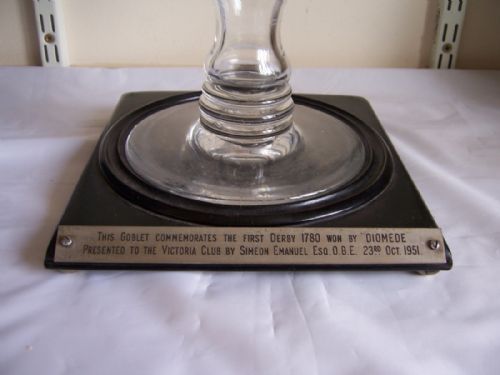 THIS GOBLET COMMEMORATES THE FIRST DERBY 1780 WON BY "DIOMEDE
PRESENTED TO THE VICTORIA CLUB BY SIMEON EMANUEL ESQ O.B.E. 23RD OCT. 1951.